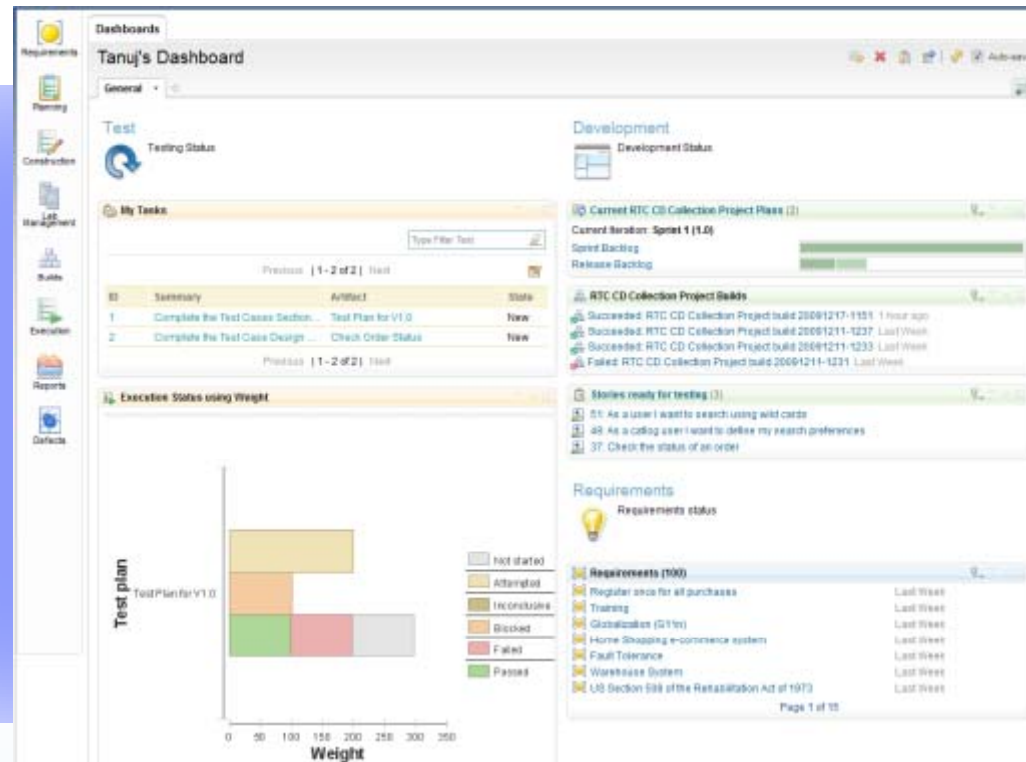 Requirements
Planning
Construction
Lab Management
Builds
Execution
Reports
Defects
Dashboards
Tanuj's Dashboard
General
Test
Testing Status
My Tasks
Type Filter Text
Previous | 1 - 2 of 2 | Next
ID Summary Artifact State
1 Complete the Test Cases Section... Test Plan for V1.0 New
2 Complete the Test Case Design ... Check Order Status New
Previous | 1 - 2 of 2 | Next
Execution Status using Weight
Test plan
Test Plan for V1.0
Not started
Attempted
Inconclusive
Blocked
Failed
Passed
0 50 100 150 200 250 300 350
Weight
Development
Development Status
Current RTC CD Collection Project Plans (2)
Current Iteration: Sprint 1 (1.0)
Sprint Backlog
Release Backlog
RTC CD Collection Project Builds
Succeeded: RTC CD Collection Project build 20091217-1151 1 hour ago
Succeeded: RTC CD Collection Project build 20091211-1237 Last Week
Succeeded: RTC CD Collection Project build 20091211-1233 Last Week
Failed: RTC CD Collection Project build 20091211-1231 Last Week
Stories ready for testing (3)
51: As a user I want to search using wild cards
48: As a catlog user I want to define my search preferences
37: Check the status of an order
Requirements
Requirements status
Requirements (100)
Register once for all purchases Last Week
Training Last Week
Globalization (G11n) Last Week
Home Shopping e-commerce system Last Week
Fault Tolerance Last Week
Warehouse System Last Week
US Section 508 of the Rehabilitation Act of 1973 Last Week
Page 1 of 15